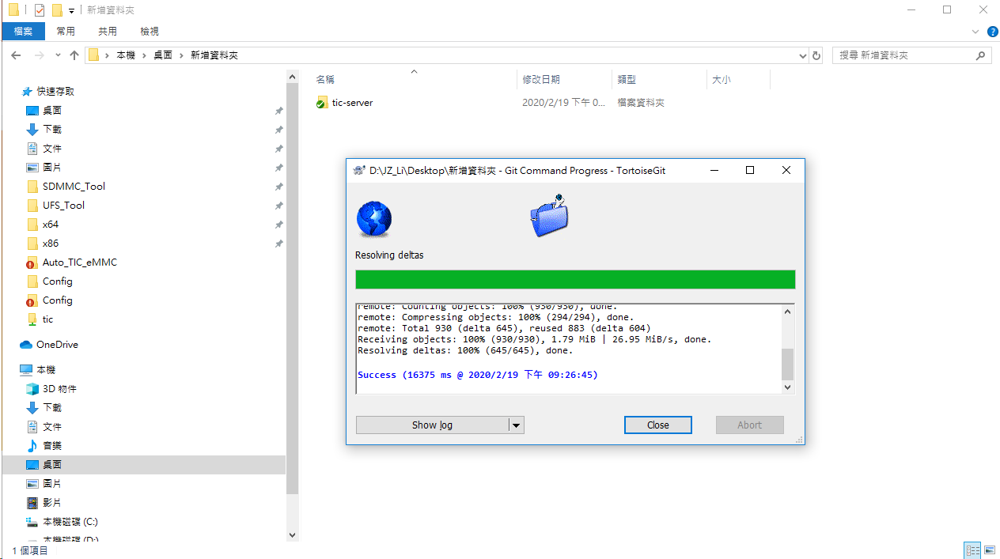 新增資料夾
檔案 常用 共用 檢視
本機 桌面 新增資料夾 搜尋 新增資料夾
快速存取
桌面
下載
文件
圖片
SDMMC_Tool
UFS_Tool
x64
x86
Auto_TIC_eMMC
Config
Config
tic
OneDrive
本機
3D 物件
下載
文件
音樂
桌面
圖片
影片
本機磁碟 (C:)
本機磁碟 (D:)
名稱 修改日期 類型 大小
tic-server 2020/2/19 下午 0... 檔案資料夾
D:\JZ_Li\Desktop\新增資料夾 - Git Command Progress - TortoiseGit
Resolving deltas
remote: Counting objects: 100% (930/930), done.
remote: Compressing objects: 100% (294/294), done.
remote: Total 930 (delta 645), reused 883 (delta 604)
Receiving objects: 100% (930/930), 1.79 MiB | 26.95 MiB/s, done.
Resolving deltas: 100% (645/645), done.
Success (16375 ms @ 2020/2/19 下午 09:26:45)
Show log Close Abort
1 個項目